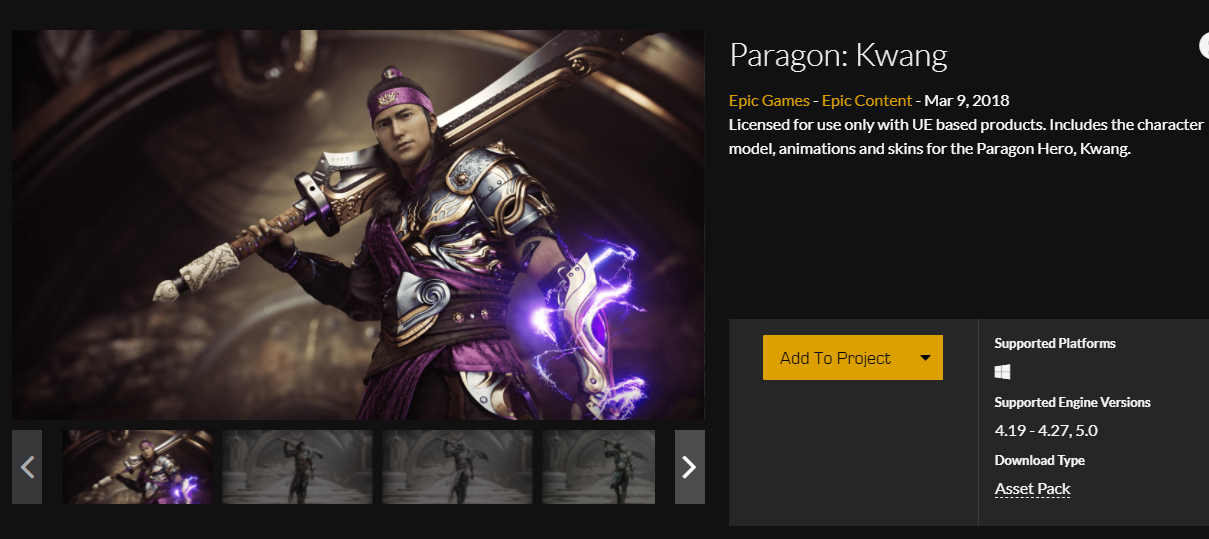 Paragon: Kwang
Epic Games - Epic Content - Mar 9, 2018
Licensed for use only with UE based products. Includes the character
model, animations and skins for the Paragon Hero, Kwang.
Add To Project
Supported Platforms
Supported Engine Versions
4.19 - 4.27, 5.0
Download Type
Asset Pack